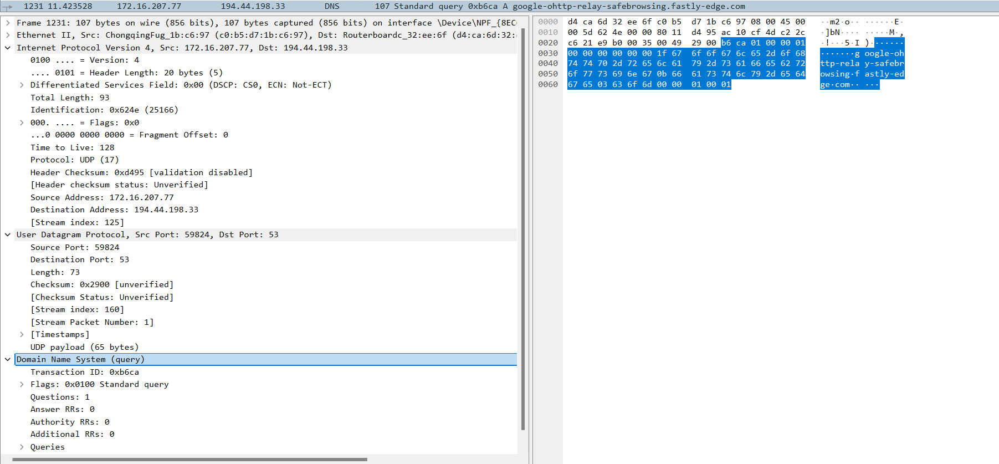 1231 11.423528 172.16.207.77 194.44.198.33 DNS 107 Standard query 0xb6ca A google-ohttp-relay-safebrowsing.fastly-edge.com
Frame 1231: 107 bytes on wire (856 bits), 107 bytes captured (856 bits) on interface \Device\NPF_{8EC
Ethernet II, Src: ChongqingFug_1b:c6:97 (c0:b5:d7:1b:c6:97), Dst: Routerboardc_32:ee:6f (d4:ca:6d:32:
Internet Protocol Version 4, Src: 172.16.207.77, Dst: 194.44.198.33
0100 .... = Version: 4
.... 0101 = Header Length: 20 bytes (5)
Differentiated Services Field: 0x00 (DSCP: CS0, ECN: Not-ECT)
Total Length: 93
Identification: 0x624e (25166)
000. .... = Flags: 0x0
...0 0000 0000 0000 = Fragment Offset: 0
Time to Live: 128
Protocol: UDP (17)
Header Checksum: 0xd495 [validation disabled]
[Header checksum status: Unverified]
Source Address: 172.16.207.77
Destination Address: 194.44.198.33
[Stream index: 125]
User Datagram Protocol, Src Port: 59824, Dst Port: 53
Source Port: 59824
Destination Port: 53
Length: 73
Checksum: 0x2900 [unverified]
[Checksum Status: Unverified]
[Stream index: 160]
[Stream Packet Number: 1]
[Timestamps]
UDP payload (65 bytes)
Domain Name System (query)
Transaction ID: 0xb6ca
Flags: 0x0100 Standard query
Questions: 1
Answer RRs: 0
Authority RRs: 0
Additional RRs: 0
Queries
0000 d4 ca 6d 32 ee 6f c0 b5 d7 1b c6 97 08 00 45 00 ··m2·o·· ······E·
0010 00 5d 62 4e 00 00 80 11 d4 95 ac 10 cf 4d c2 2c ·]bN···· ·····M·,
0020 c6 21 e9 b0 00 35 00 49 29 00 b6 ca 01 00 00 01 ·!···5·I )·······
0030 00 00 00 00 00 00 1f 67 6f 6f 67 6c 65 2d 6f 68 ·······g oogle-oh
0040 74 74 70 2d 72 65 6c 61 79 2d 73 61 66 65 62 72 ttp-rela y-safebr
0050 6f 77 73 69 6e 67 0b 66 61 73 74 6c 79 2d 65 64 owsing·f astly-ed
0060 67 65 03 63 6f 6d 00 00 01 00 01 ge·com·· ···